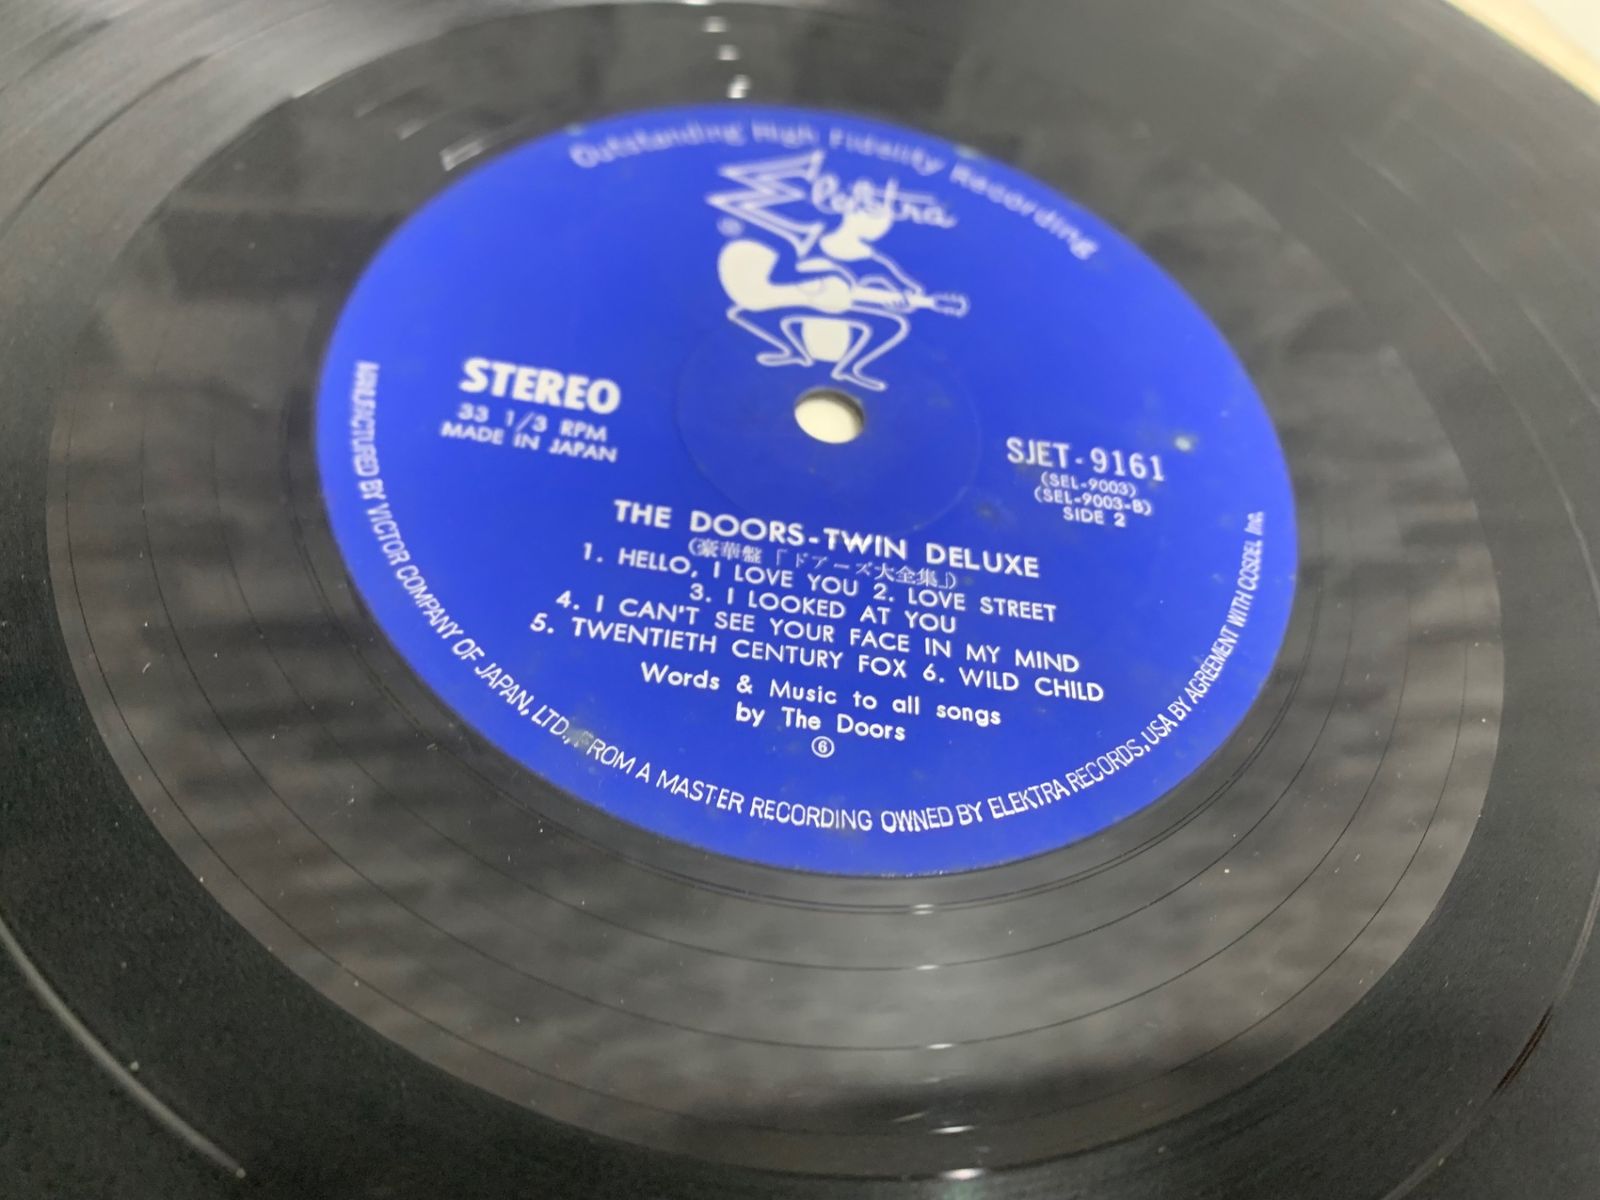 Outstanding High Fidelity Recording
Elektra
®
STEREO
33 1/3 RPM
MADE IN JAPAN
SJET-9161
(SEL-9003)
(SEL-9003-B)
SIDE 2
THE DOORS-TWIN DELUXE
(豪華盤「ドアーズ大全集」)
1. HELLO, I LOVE YOU 2. LOVE STREET
3. I LOOKED AT YOU
4. I CAN'T SEE YOUR FACE IN MY MIND
5. TWENTIETH CENTURY FOX 6. WILD CHILD
Words & Music to all songs
by The Doors
⑥
MANUFACTURED BY VICTOR COMPANY OF JAPAN, LTD., FROM A MASTER RECORDING OWNED BY ELEKTRA RECORDS, USA BY AGREEMENT WITH COSDEL Inc.